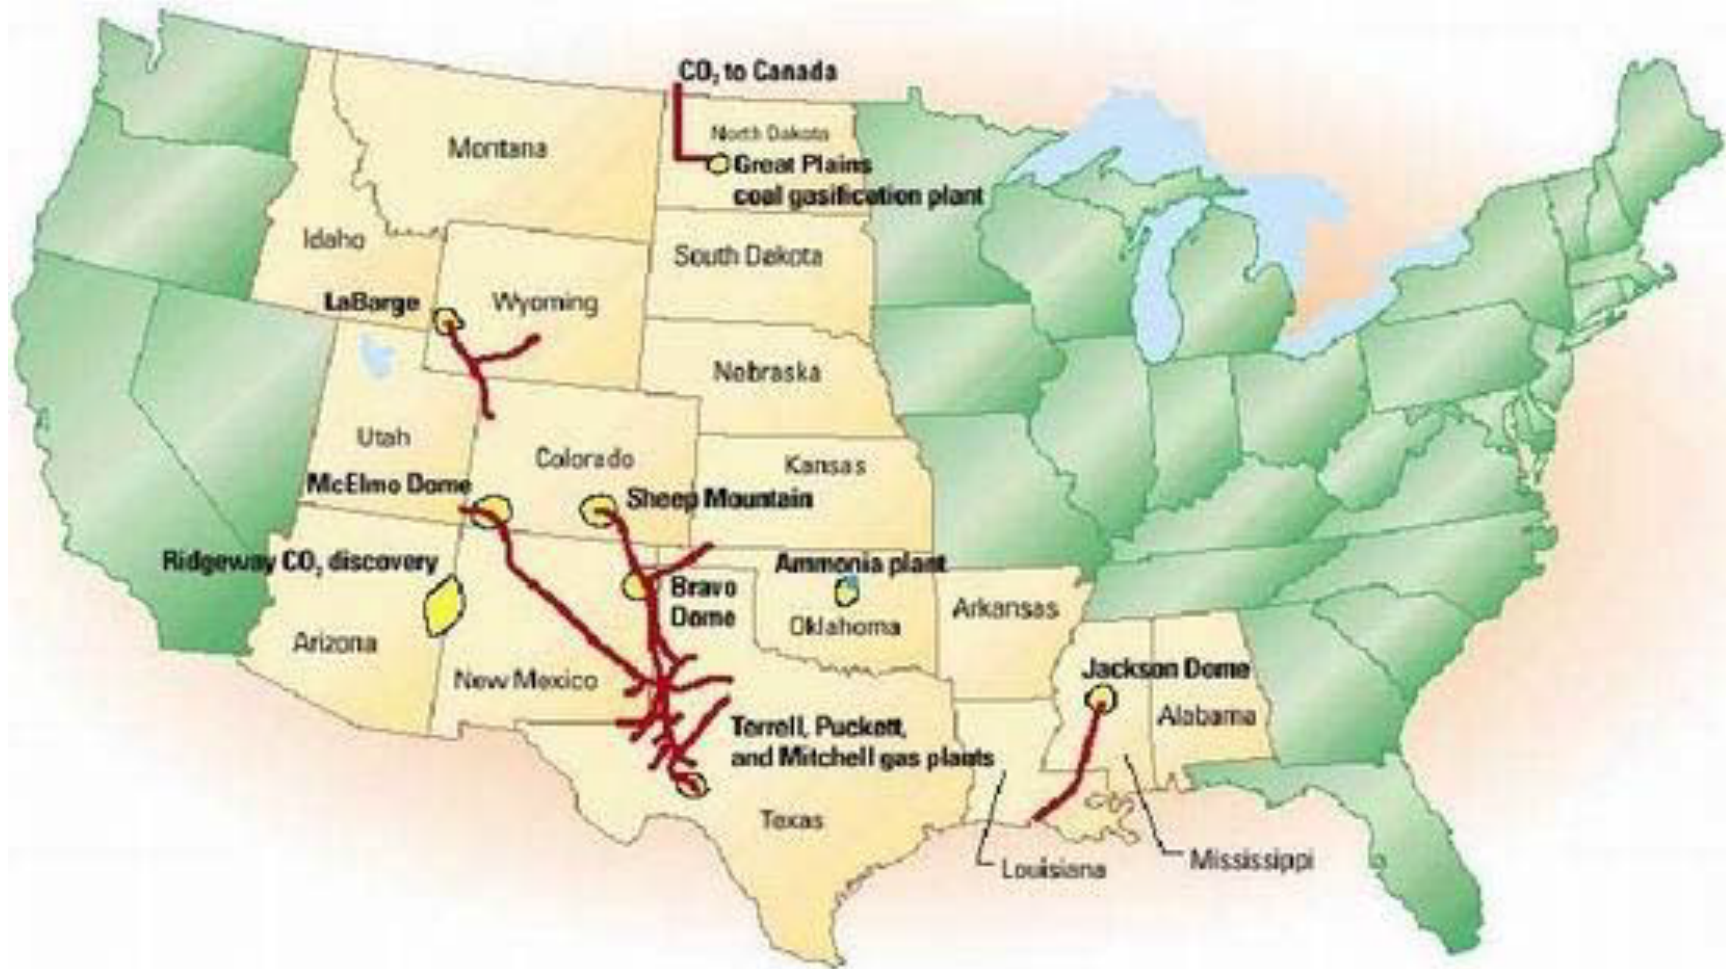 CO₂ to Canada
North Dakota
Montana
Great Plains
coal gasification plant
Idaho
South Dakota
LaBarge
Wyoming
Nebraska
Utah
Colorado
Kansas
McElmo Dome
Sheep Mountain
Ridgeway CO₂ discovery
Ammonia plant
Bravo
Dome
Oklahoma
Arkansas
Arizona
New Mexico
Jackson Dome
Alabama
Terrell, Puckett,
and Mitchell gas plants
Texas
Louisiana
Mississippi